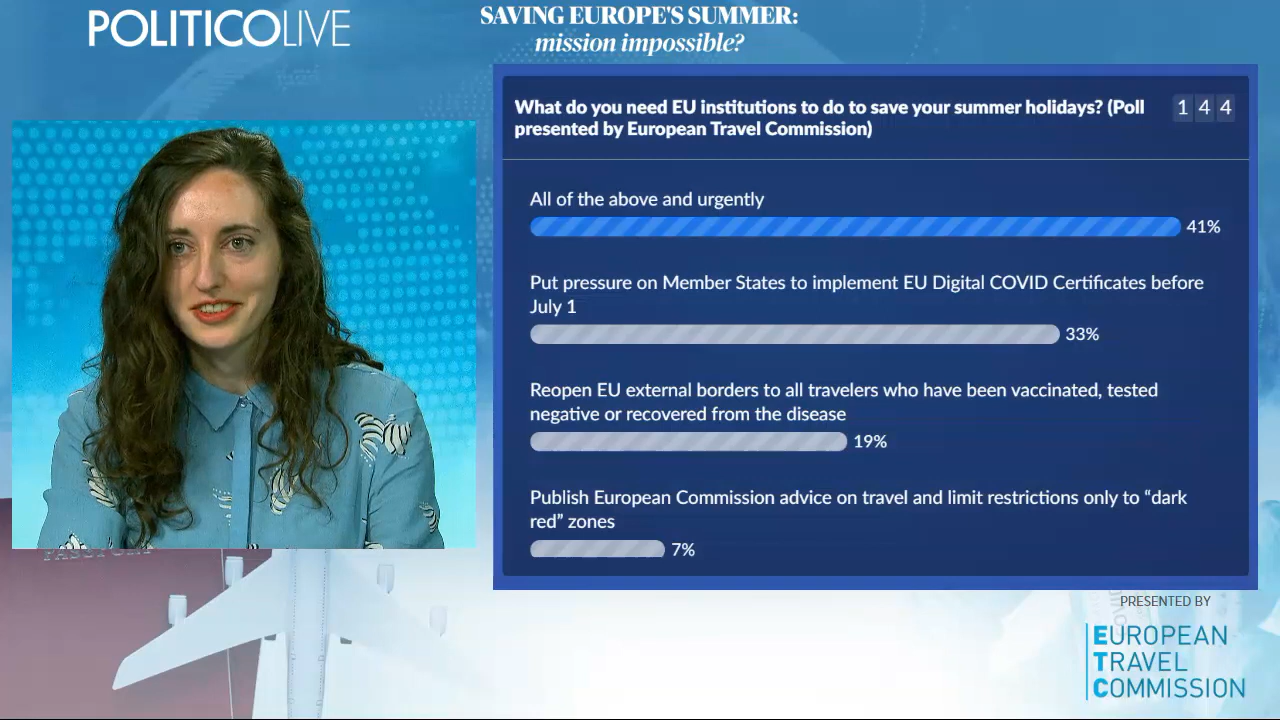 POLITICOLIVE
SAVING EUROPE'S SUMMER:
mission impossible?
What do you need EU institutions to do to save your summer holidays? (Poll
presented by European Travel Commission)
1 4 4
All of the above and urgently
41%
Put pressure on Member States to implement EU Digital COVID Certificates before
July 1
33%
Reopen EU external borders to all travelers who have been vaccinated, tested
negative or recovered from the disease
19%
Publish European Commission advice on travel and limit restrictions only to “dark
red” zones
7%
PRESENTED BY
EUROPEAN
TRAVEL
COMMISSION